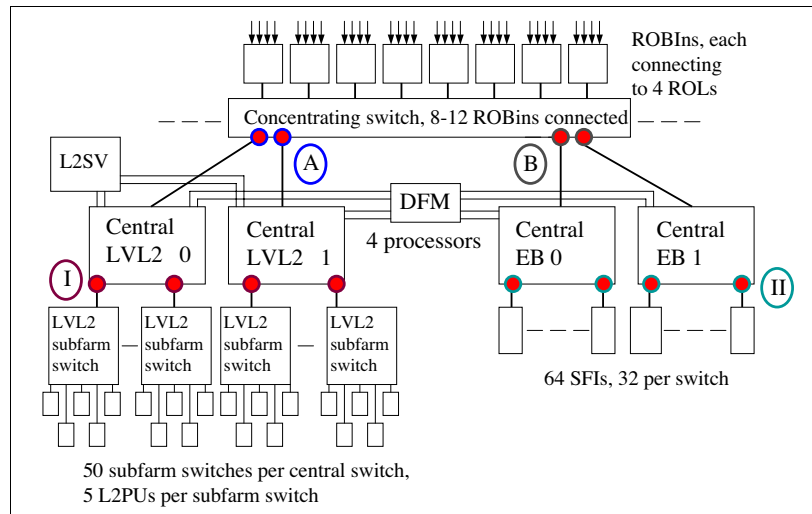 ROBIns, each
connecting
to 4 ROLs
Concentrating switch, 8-12 ROBins connected
A
B
L2SV
DFM
4 processors
Central
LVL2 0
Central
LVL2 1
Central
EB 0
Central
EB 1
I
II
LVL2
subfarm
switch
LVL2
subfarm
switch
LVL2
subfarm
switch
LVL2
subfarm
switch
64 SFIs, 32 per switch
50 subfarm switches per central switch,
5 L2PUs per subfarm switch